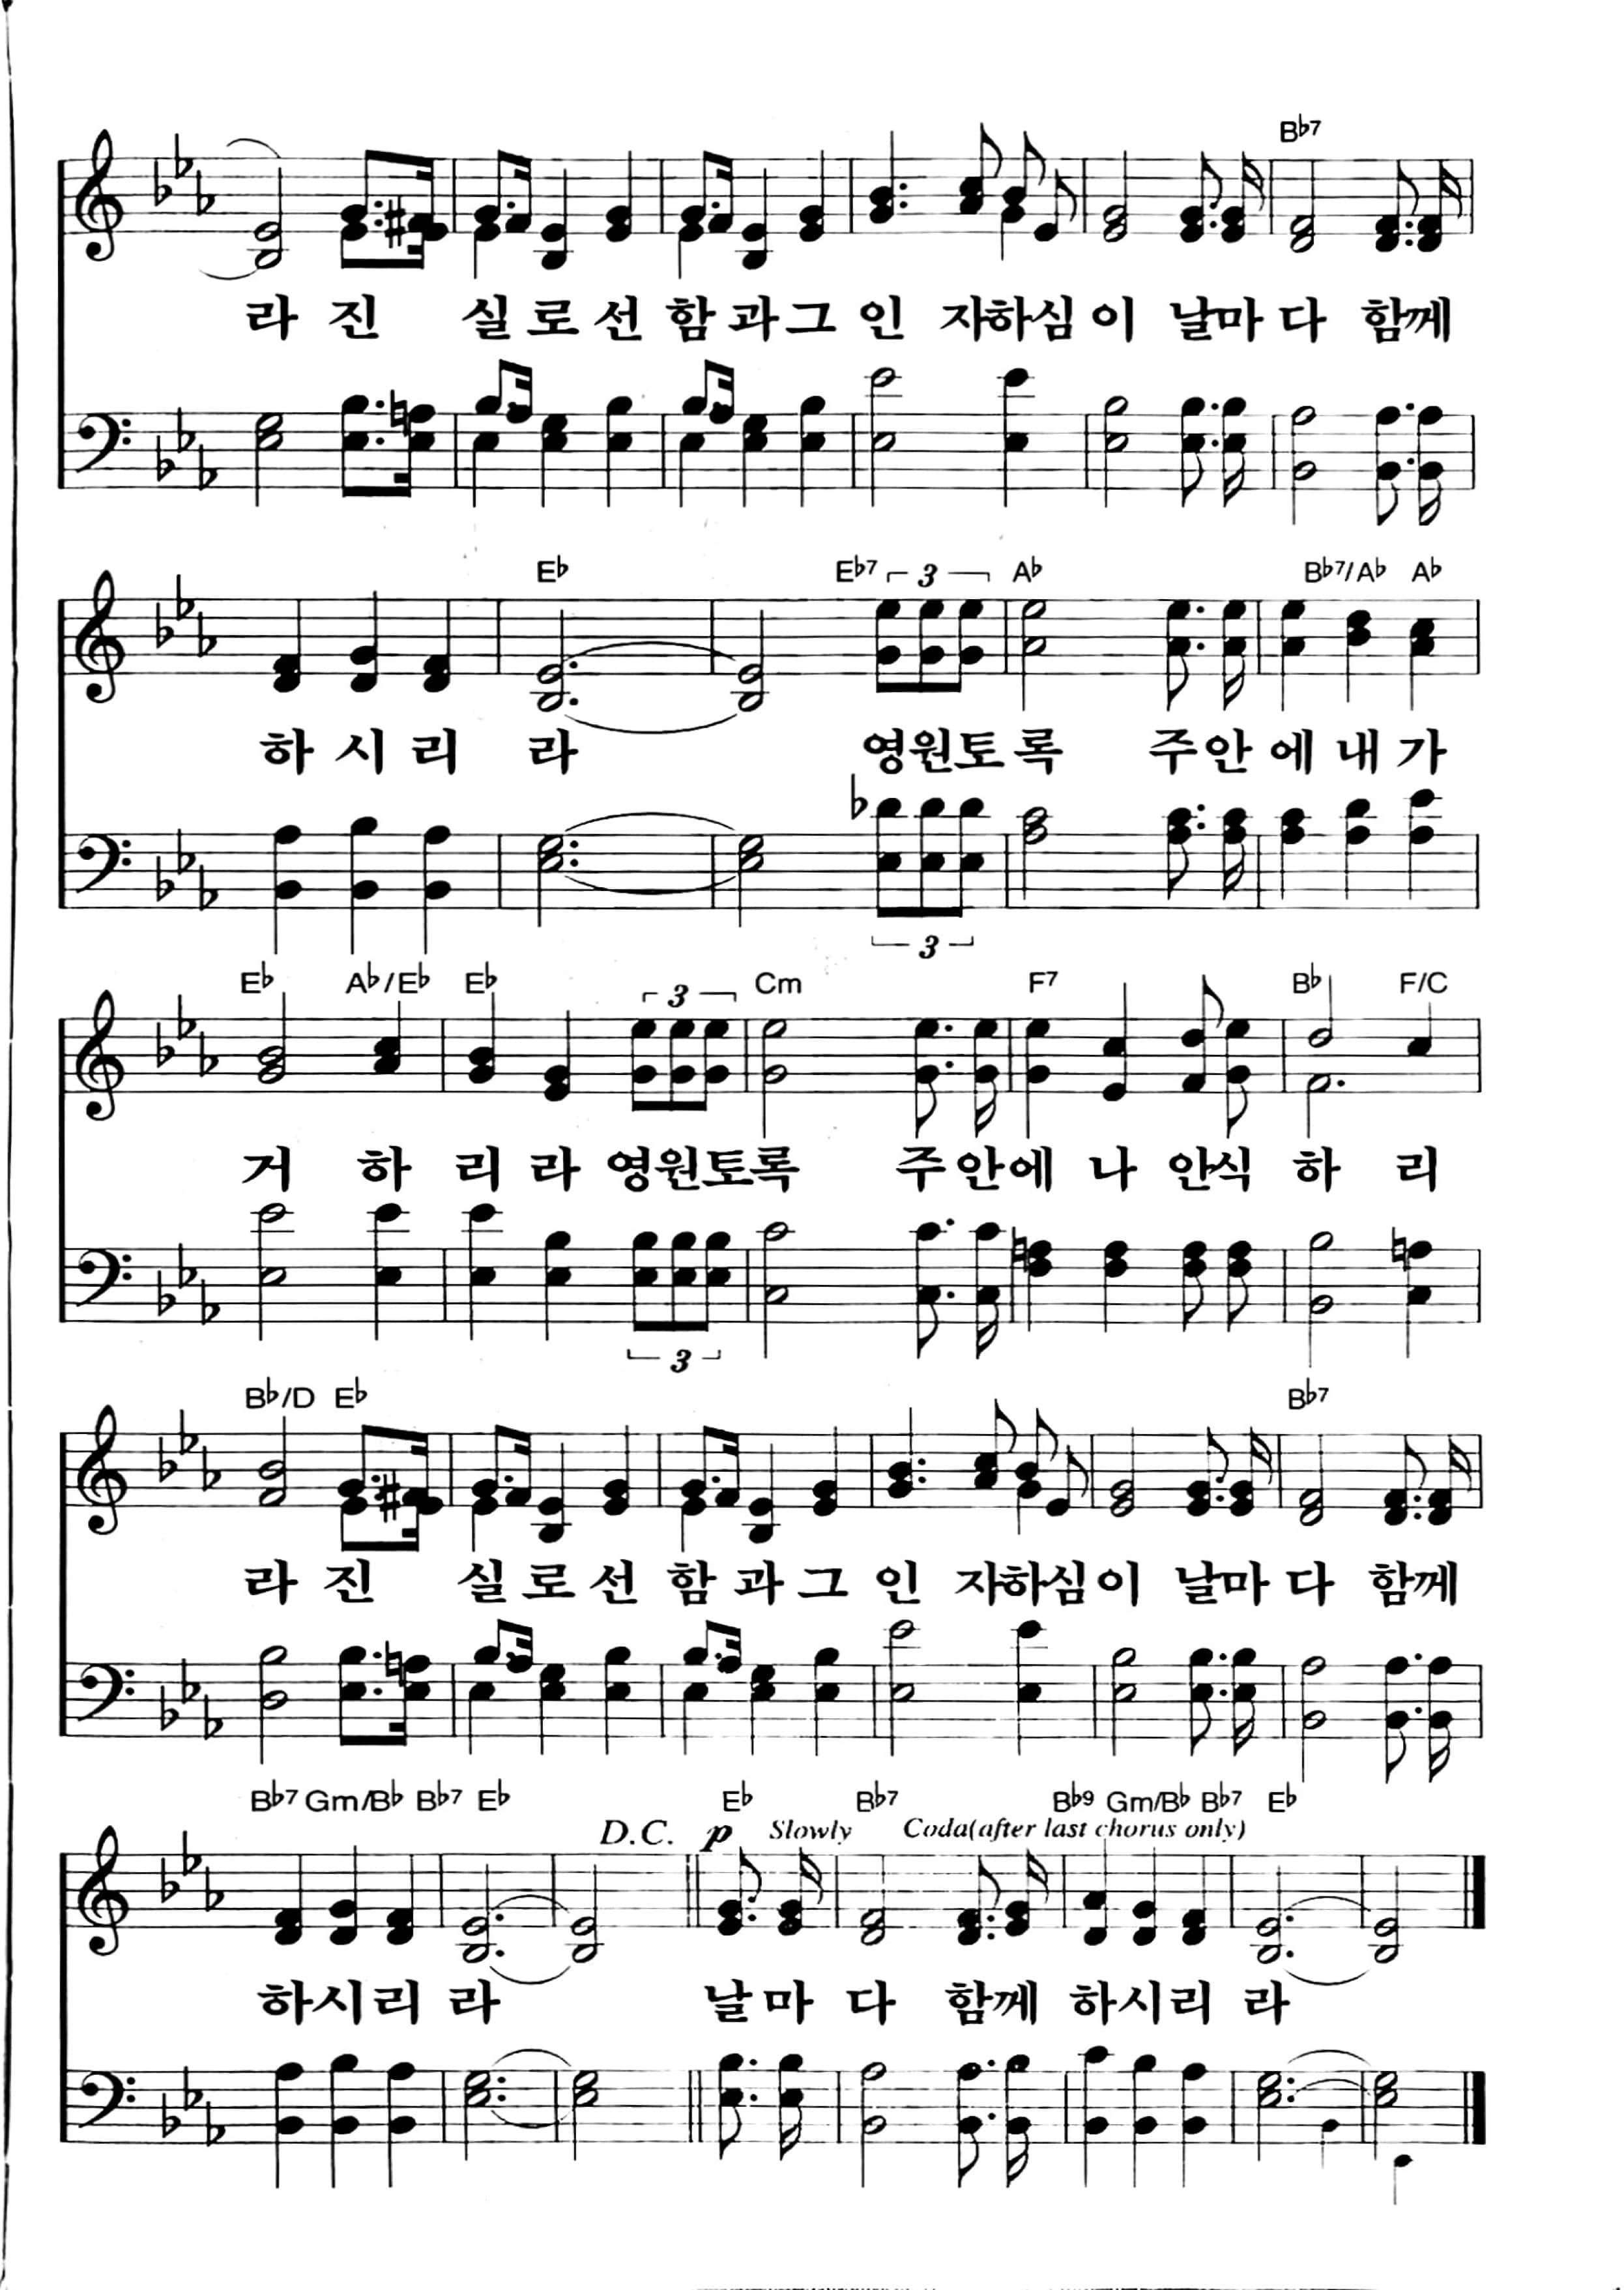 B♭7
라 진 실 로 선 함 과 그 인 자하심 이 날마 다 함께
E♭ E♭7 3 A♭ B♭7/A♭ A♭
하 시 리 라 영원토 록 주안 에 내 가
3
E♭ A♭/E♭ E♭ 3 Cm F7 B♭ F/C
거 하 리 라 영원토록 주 안에 나 안식 하 리
3
B♭/D E♭ B♭7
라 진 실 로 선 함 과 그 인 자하심 이 날마 다 함께
B♭7 Gm/B♭ B♭7 E♭ E♭ B♭7 B♭9 Gm/B♭ B♭7 E♭
D.C. p Slowly Coda(after last chorus only)
하시리 라 날 마 다 함께 하시리 라